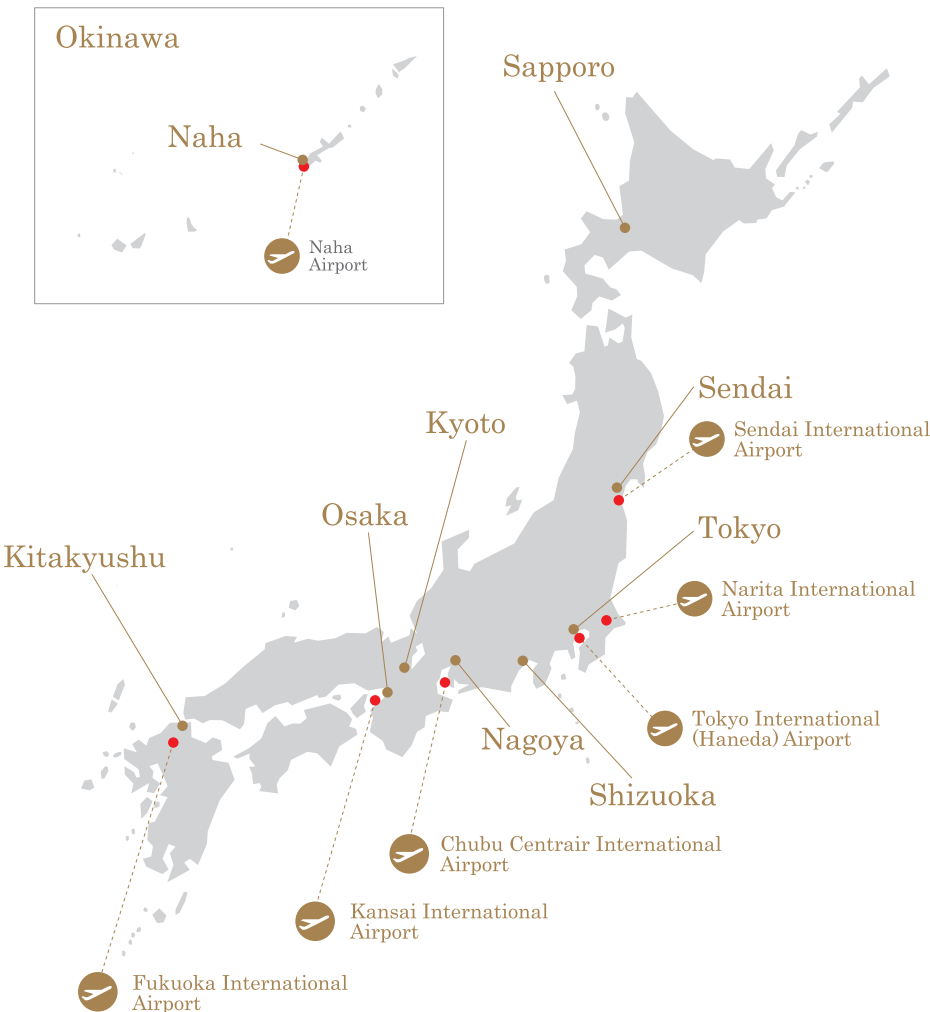 Okinawa
Naha
Naha
Airport
Sapporo
Sendai
Sendai International
Airport
Kyoto
Osaka
Tokyo
Kitakyushu
Narita International
Airport
Tokyo International
(Haneda) Airport
Nagoya
Shizuoka
Chubu Centrair International
Airport
Kansai International
Airport
Fukuoka International
Airport